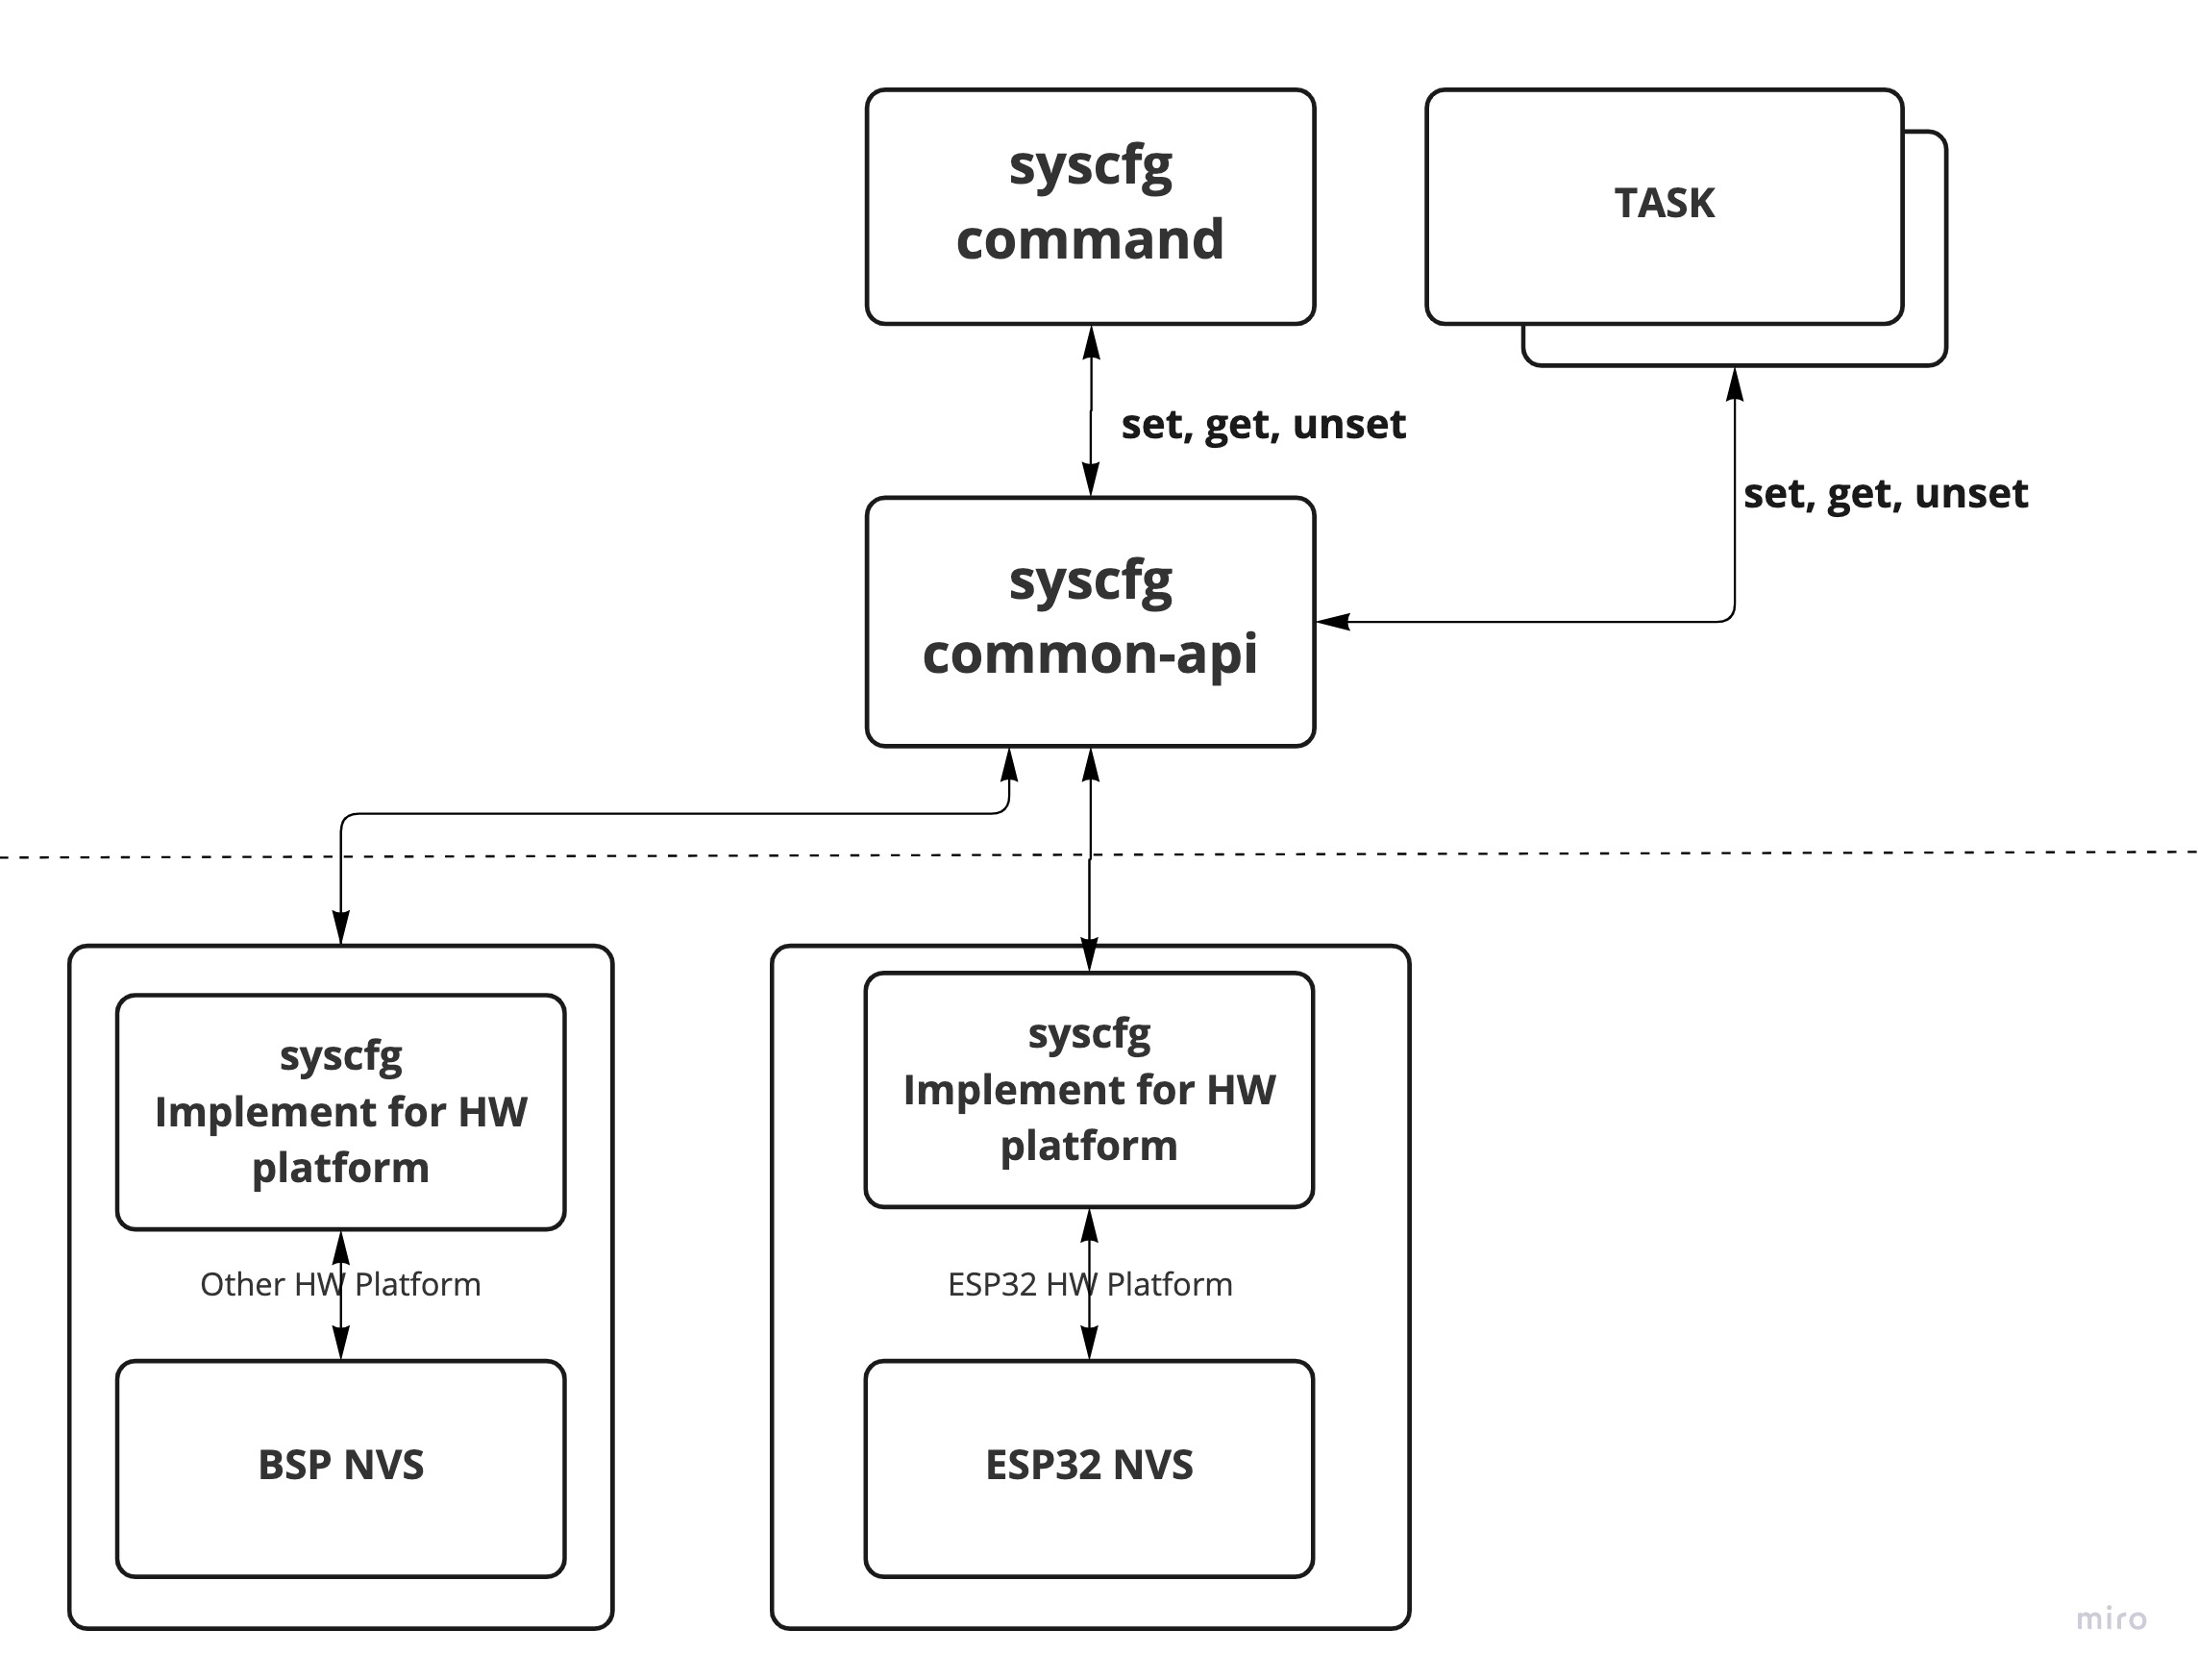 syscfg
command
TASK
set, get, unset
set, get, unset
syscfg
common-api
syscfg
Implement for HW
platform
Other HW Platform
BSP NVS
syscfg
Implement for HW
platform
ESP32 HW Platform
ESP32 NVS
miro